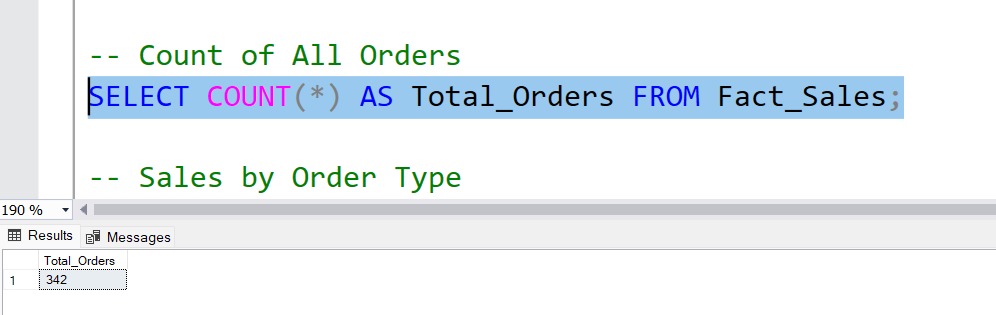 -- Count of All Orders
SELECT COUNT(*) AS Total_Orders FROM Fact_Sales;
-- Sales by Order Type
190 %
Results Messages
Total_Orders
1 342